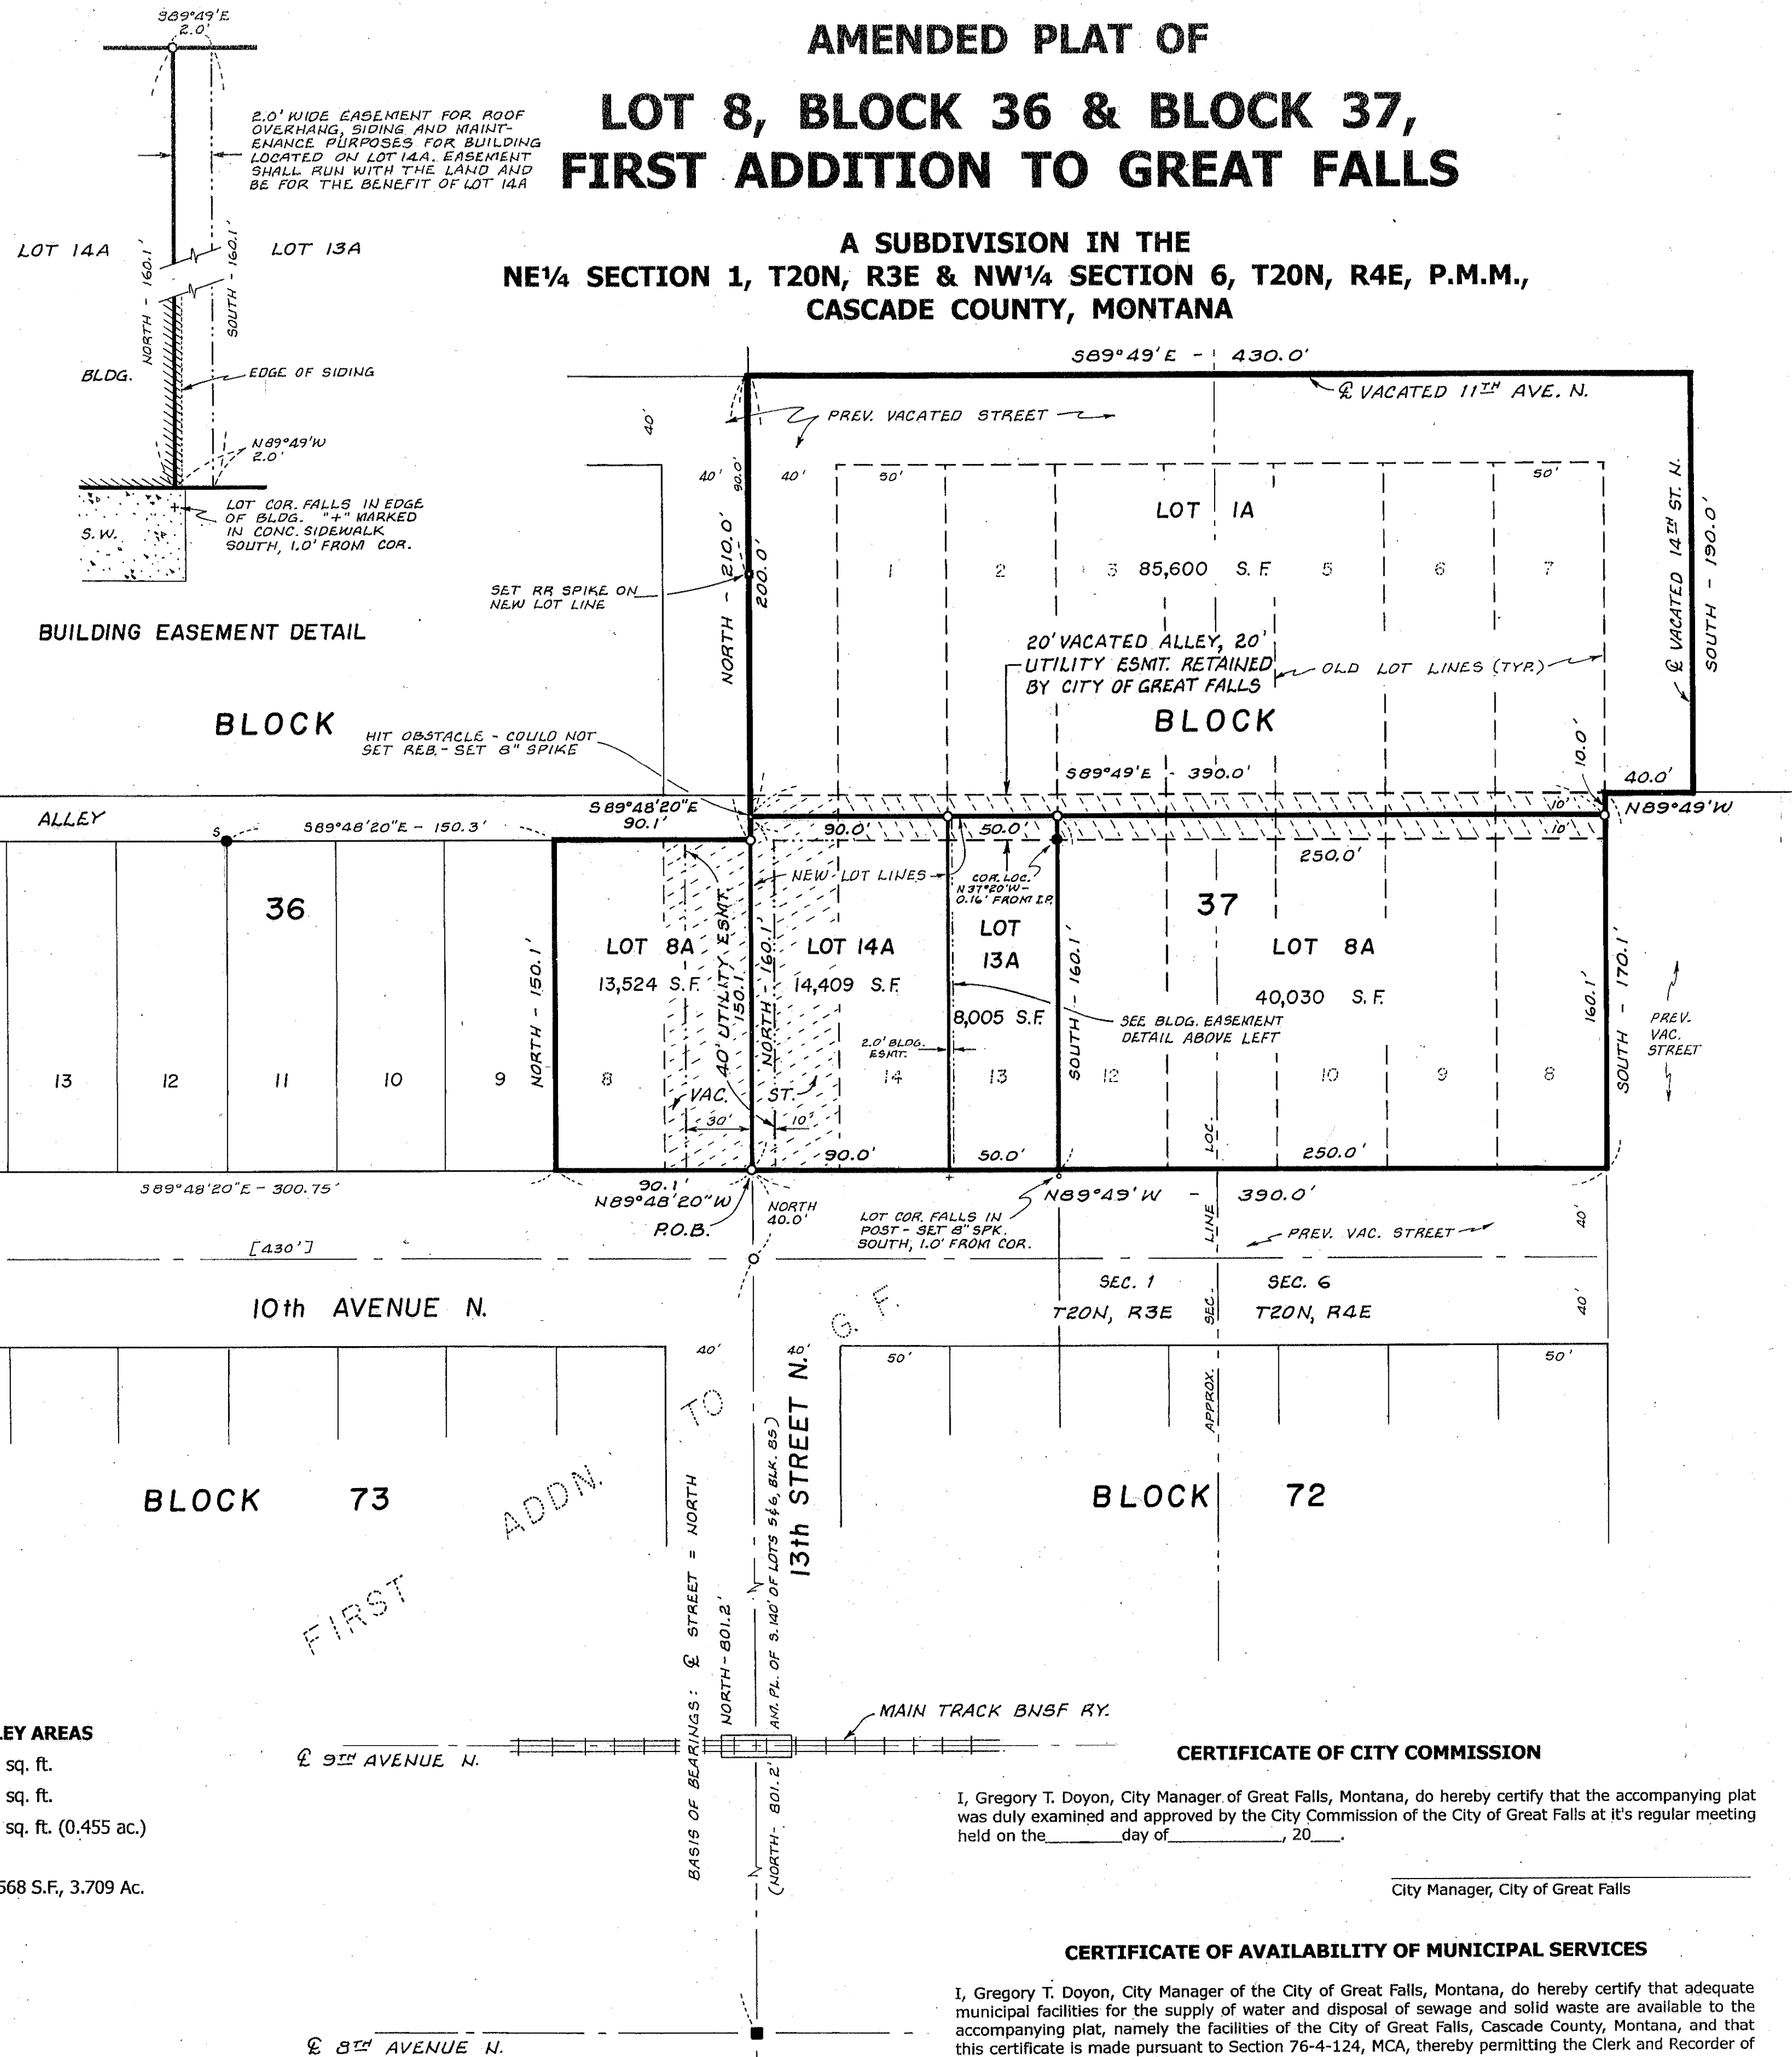 AMENDED PLAT OF
LOT 8, BLOCK 36 & BLOCK 37,
FIRST ADDITION TO GREAT FALLS
A SUBDIVISION IN THE
NE¼ SECTION 1, T20N, R3E & NW¼ SECTION 6, T20N, R4E, P.M.M.,
CASCADE COUNTY, MONTANA
S89°49'E
2.0'
2.0' WIDE EASEMENT FOR ROOF
OVERHANG, SIDING AND MAINT-
ENANCE PURPOSES FOR BUILDING
LOCATED ON LOT 14A. EASEMENT
SHALL RUN WITH THE LAND AND
BE FOR THE BENEFIT OF LOT 14A
LOT 14A
NORTH - 160.1'
SOUTH - 160.1'
LOT 13A
BLDG.
EDGE OF SIDING
N89°49'W
2.0'
S.W.
LOT COR. FALLS IN EDGE
OF BLDG. "+" MARKED
IN CONC. SIDEWALK
SOUTH, 1.0' FROM COR.
BUILDING EASEMENT DETAIL
S89°49'E - 430.0'
℄ VACATED 11TH AVE. N.
PREV. VACATED STREET
40'
40'
90.0'
40'
50'
50'
LOT 1A
℄ VACATED 14TH ST. N.
SOUTH - 190.0'
NORTH - 210.0'
200.0'
1
2
3
85,600 S.F.
5
6
7
SET RR SPIKE ON
NEW LOT LINE
20' VACATED ALLEY, 20'
UTILITY ESMT. RETAINED
BY CITY OF GREAT FALLS
OLD LOT LINES (TYP.)
BLOCK
BLOCK
HIT OBSTACLE - COULD NOT
SET REB. - SET 8" SPIKE
S89°49'E - 390.0'
10.0'
40.0'
N89°49'W
ALLEY
S
S89°48'20"E - 150.3'
S89°48'20"E
90.1'
90.0'
50.0'
10'
10'
250.0'
NEW LOT LINES
COR. LOC.
N37°20'W -
0.16' FROM I.P.
36
37
NORTH - 150.1'
LOT 8A
13,524 S.F.
40' UTILITY ESMT.
150.1'
NORTH - 160.1'
LOT 14A
14,409 S.F.
LOT
13A
8,005 S.F.
SOUTH - 160.1'
LOT 8A
40,030 S.F.
160.1'
SOUTH - 170.1'
PREV.
VAC.
STREET
SEE BLDG. EASEMENT
DETAIL ABOVE LEFT
2.0' BLDG.
ESMT.
13
12
11
10
9
8
14
13
12
10
9
8
VAC. ST.
30'
10'
90.0'
50.0'
250.0'
S89°48'20"E - 300.75'
90.1'
N89°48'20"W
P.O.B.
NORTH
40.0'
N89°49'W - 390.0'
LOT COR. FALLS IN
POST - SET 8" SPK.
SOUTH, 1.0' FROM COR.
PREV. VAC. STREET
40'
[430']
10th AVENUE N.
SEC. 1
T20N, R3E
SEC. 6
T20N, R4E
40'
APPROX. SEC. LINE LOC.
40'
40'
50'
50'
FIRST ADDN. TO G. F.
13th STREET N.
BLOCK 73
BLOCK 72
BASIS OF BEARINGS: ℄ STREET = NORTH
NORTH - 801.2'
(NORTH - 801.2' AM. PL. OF S. 140' OF LOTS 5&6, BLK. 85)
MAIN TRACK BNSF RY.
℄ 9TH AVENUE N.
℄ 8TH AVENUE N.
LEY AREAS
sq. ft.
sq. ft.
sq. ft. (0.455 ac.)
568 S.F., 3.709 Ac.
CERTIFICATE OF CITY COMMISSION
I, Gregory T. Doyon, City Manager of Great Falls, Montana, do hereby certify that the accompanying plat
was duly examined and approved by the City Commission of the City of Great Falls at it's regular meeting
held on the________day of____________, 20___.
City Manager, City of Great Falls
CERTIFICATE OF AVAILABILITY OF MUNICIPAL SERVICES
I, Gregory T. Doyon, City Manager of the City of Great Falls, Montana, do hereby certify that adequate
municipal facilities for the supply of water and disposal of sewage and solid waste are available to the
accompanying plat, namely the facilities of the City of Great Falls, Cascade County, Montana, and that
this certificate is made pursuant to Section 76-4-124, MCA, thereby permitting the Clerk and Recorder of